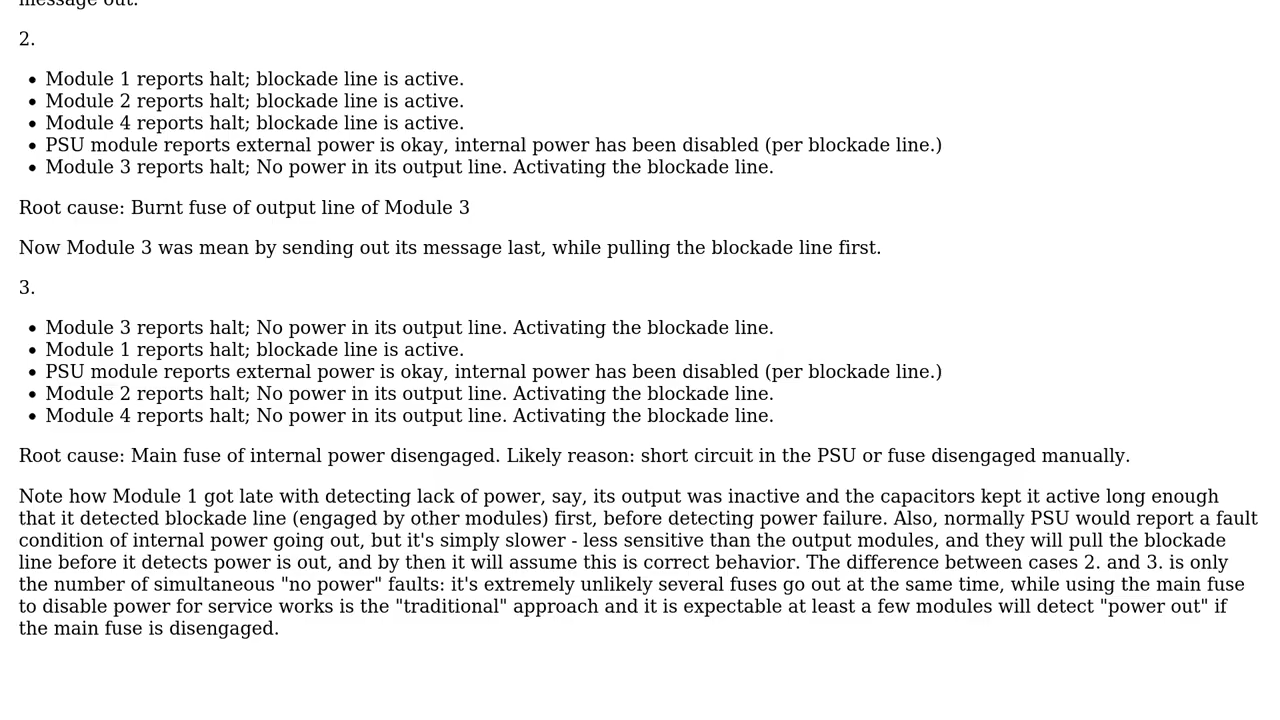 message out.
2.
• Module 1 reports halt; blockade line is active.
• Module 2 reports halt; blockade line is active.
• Module 4 reports halt; blockade line is active.
• PSU module reports external power is okay, internal power has been disabled (per blockade line.)
• Module 3 reports halt; No power in its output line. Activating the blockade line.
Root cause: Burnt fuse of output line of Module 3
Now Module 3 was mean by sending out its message last, while pulling the blockade line first.
3.
• Module 3 reports halt; No power in its output line. Activating the blockade line.
• Module 1 reports halt; blockade line is active.
• PSU module reports external power is okay, internal power has been disabled (per blockade line.)
• Module 2 reports halt; No power in its output line. Activating the blockade line.
• Module 4 reports halt; No power in its output line. Activating the blockade line.
Root cause: Main fuse of internal power disengaged. Likely reason: short circuit in the PSU or fuse disengaged manually.
Note how Module 1 got late with detecting lack of power, say, its output was inactive and the capacitors kept it active long enough
that it detected blockade line (engaged by other modules) first, before detecting power failure. Also, normally PSU would report a fault
condition of internal power going out, but it's simply slower - less sensitive than the output modules, and they will pull the blockade
line before it detects power is out, and by then it will assume this is correct behavior. The difference between cases 2. and 3. is only
the number of simultaneous "no power" faults: it's extremely unlikely several fuses go out at the same time, while using the main fuse
to disable power for service works is the "traditional" approach and it is expectable at least a few modules will detect "power out" if
the main fuse is disengaged.